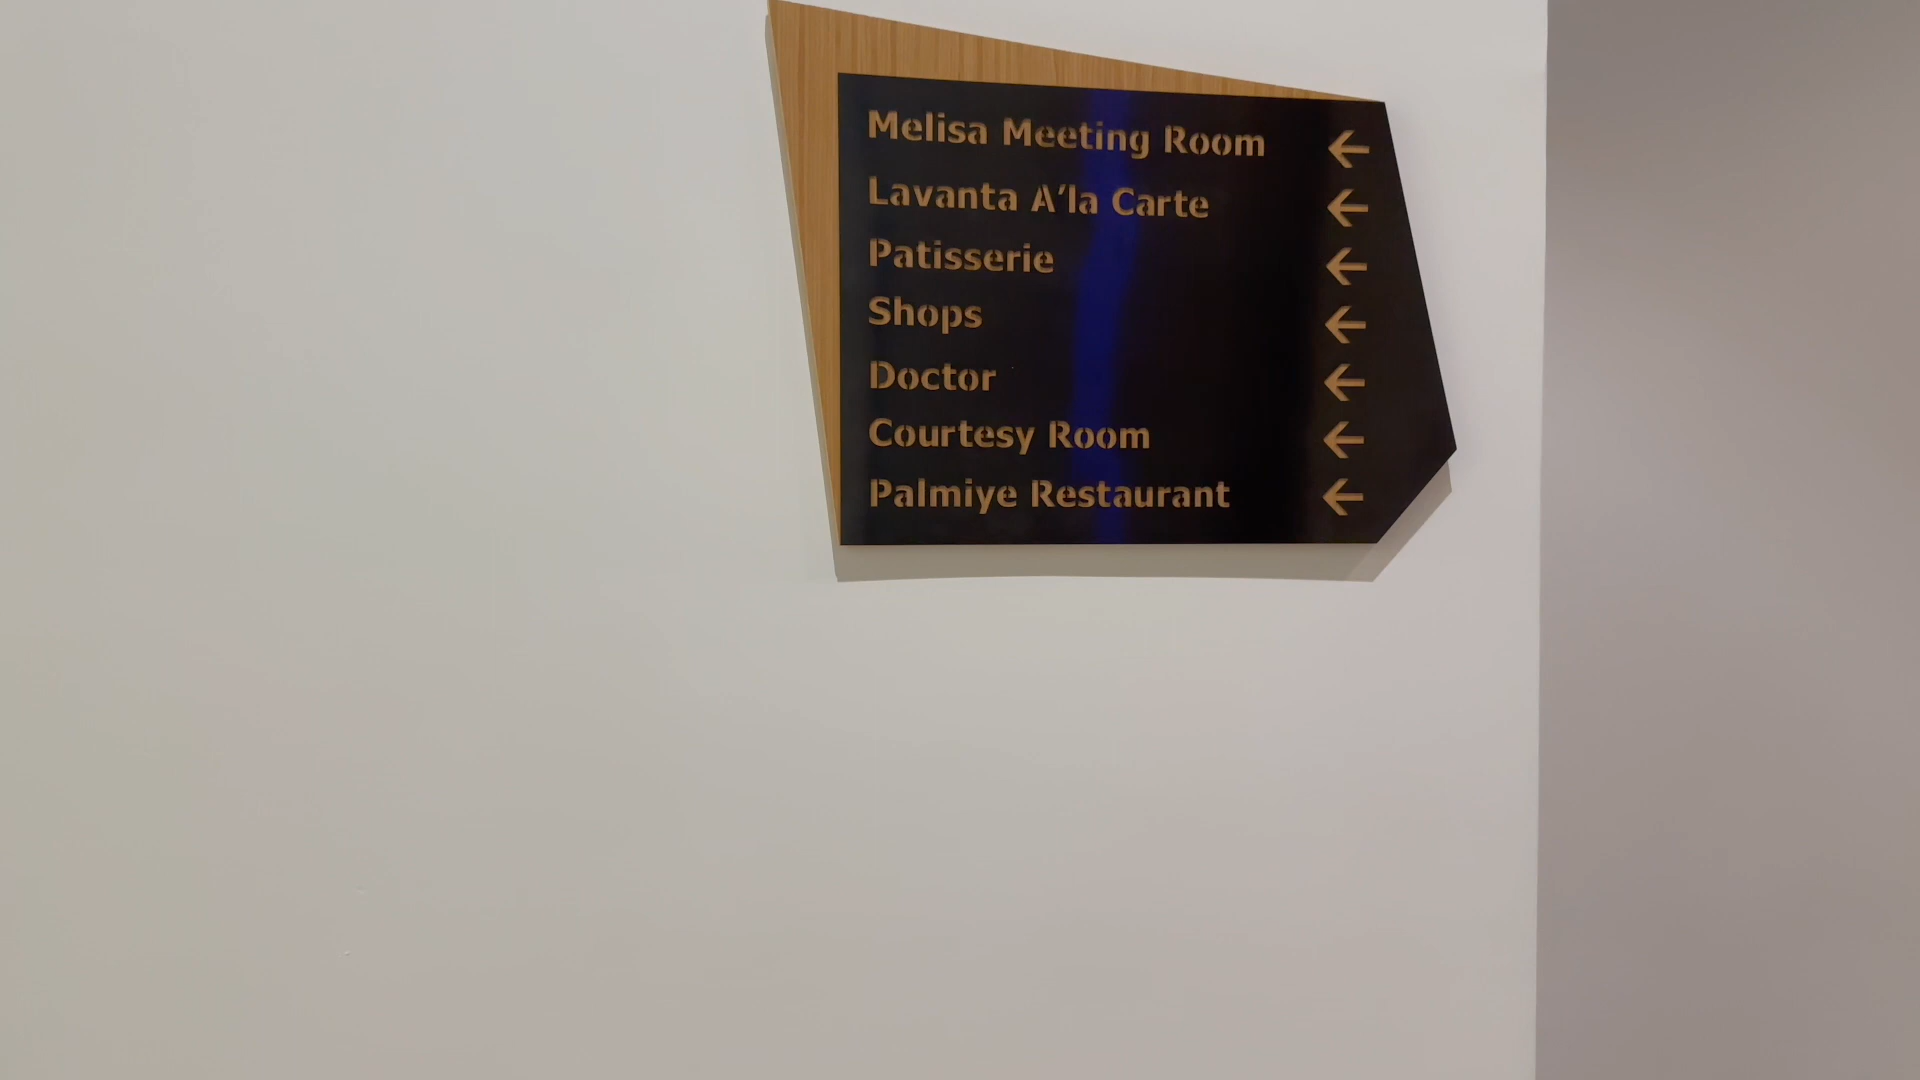 Melisa Meeting Room ←
Lavanta A'la Carte ←
Patisserie ←
Shops ←
Doctor ←
Courtesy Room ←
Palmiye Restaurant ←